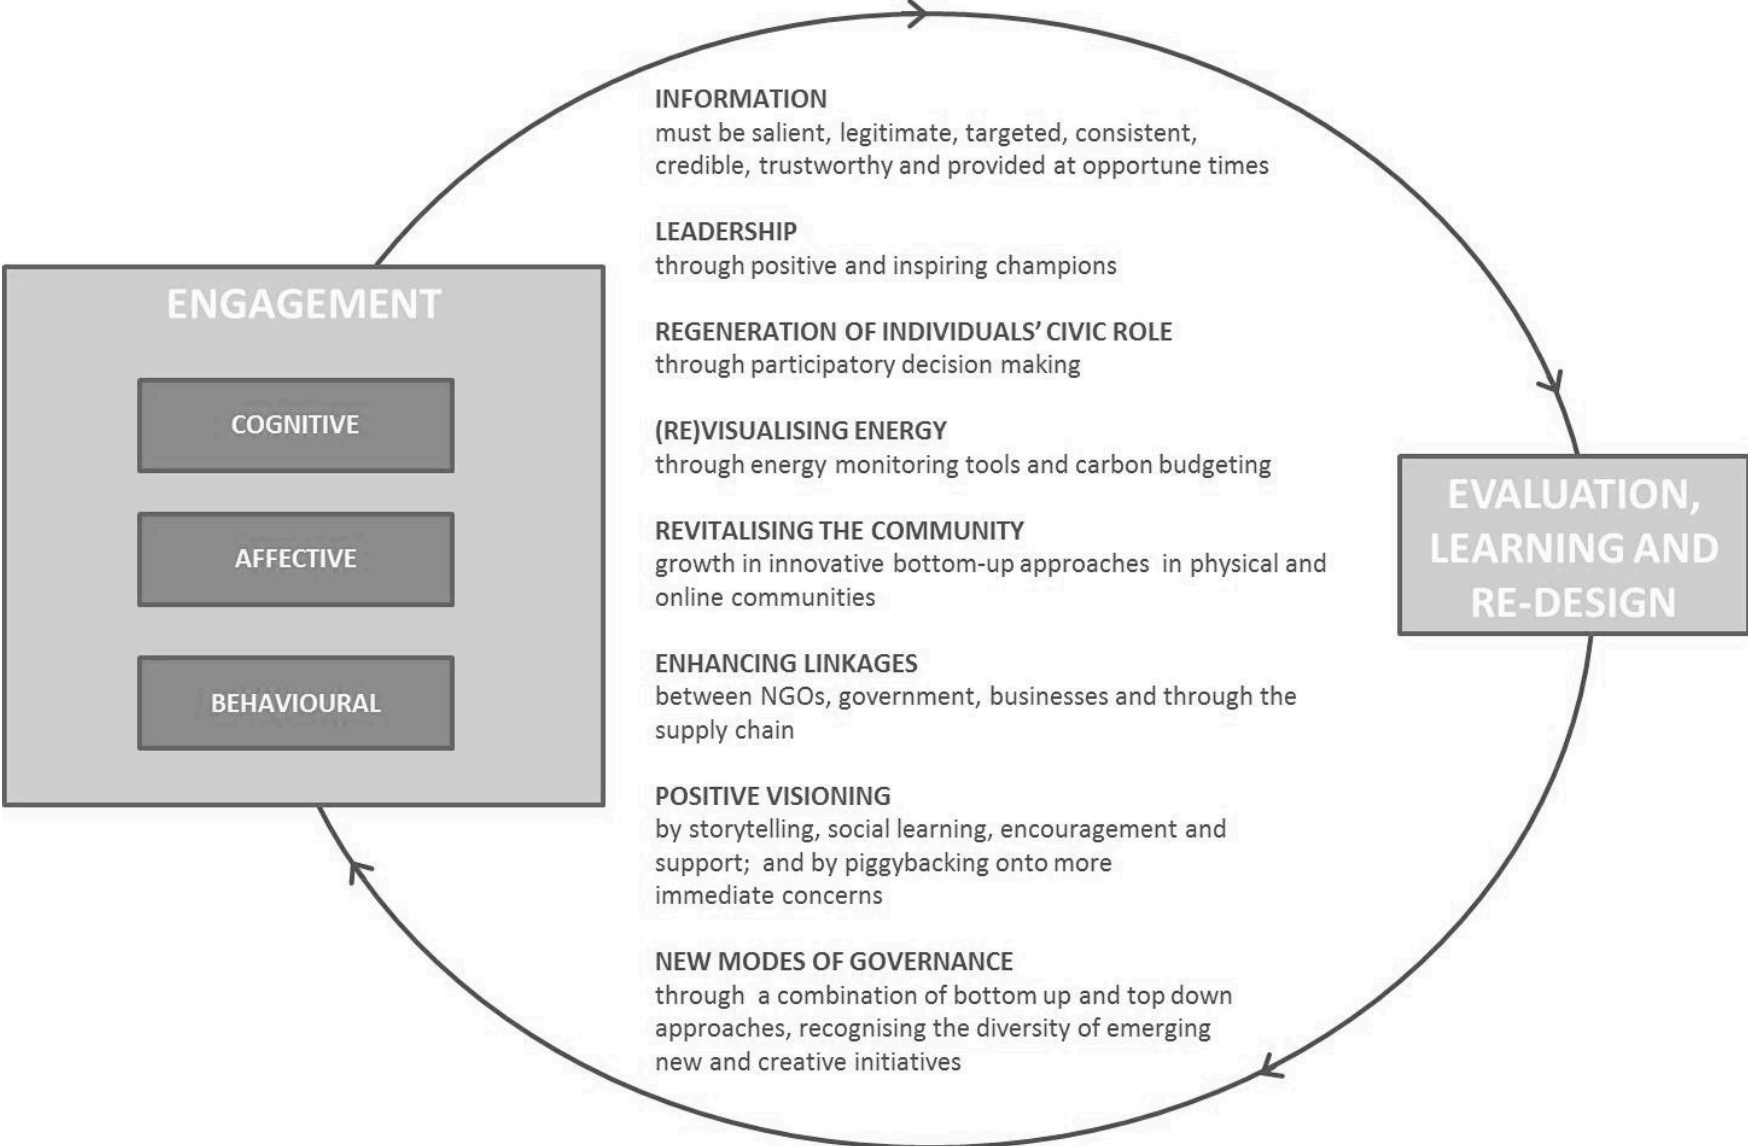 ENGAGEMENT
COGNITIVE
AFFECTIVE
BEHAVIOURAL
INFORMATION
must be salient, legitimate, targeted, consistent,
credible, trustworthy and provided at opportune times
LEADERSHIP
through positive and inspiring champions
REGENERATION OF INDIVIDUALS' CIVIC ROLE
through participatory decision making
(RE)VISUALISING ENERGY
through energy monitoring tools and carbon budgeting
REVITALISING THE COMMUNITY
growth in innovative bottom-up approaches in physical and
online communities
ENHANCING LINKAGES
between NGOs, government, businesses and through the
supply chain
POSITIVE VISIONING
by storytelling, social learning, encouragement and
support; and by piggybacking onto more
immediate concerns
NEW MODES OF GOVERNANCE
through a combination of bottom up and top down
approaches, recognising the diversity of emerging
new and creative initiatives
EVALUATION,
LEARNING AND
RE-DESIGN